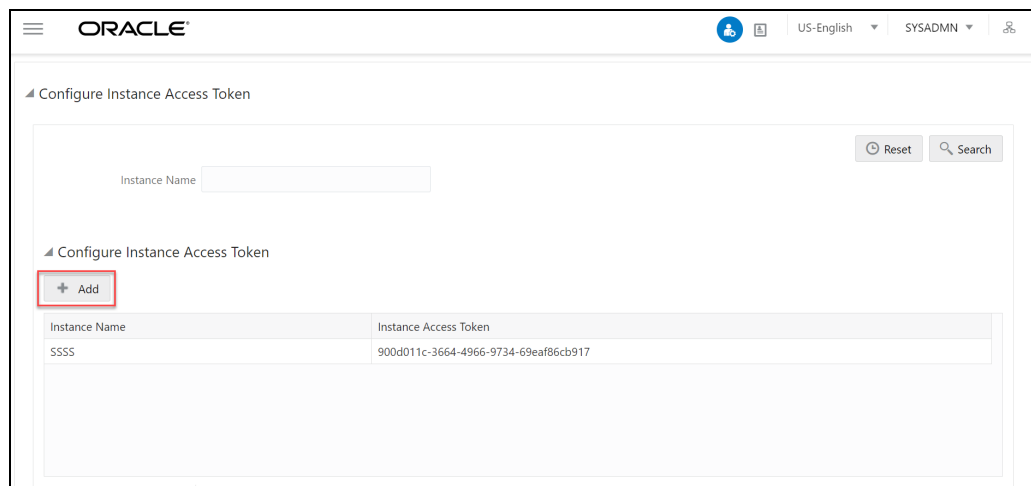 ORACLE
US-English SYSADMN
Configure Instance Access Token
Reset Search
Instance Name
Configure Instance Access Token
Add
Instance Name Instance Access Token
SSSS 900d011c-3664-4966-9734-69eaf86cb917